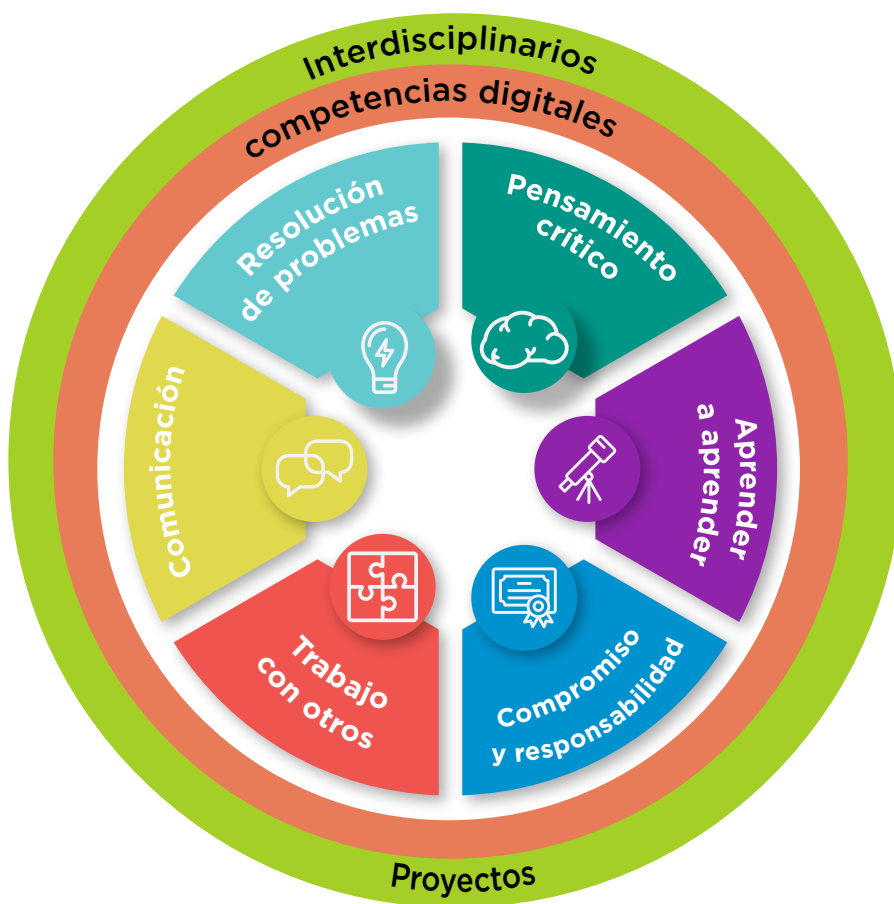 Interdisciplinarios
competencias digitales
Resolución
de problemas
Pensamiento
crítico
Comunicación
Aprender
a aprender
Trabajo
con otros
Compromiso
y responsabilidad
Proyectos